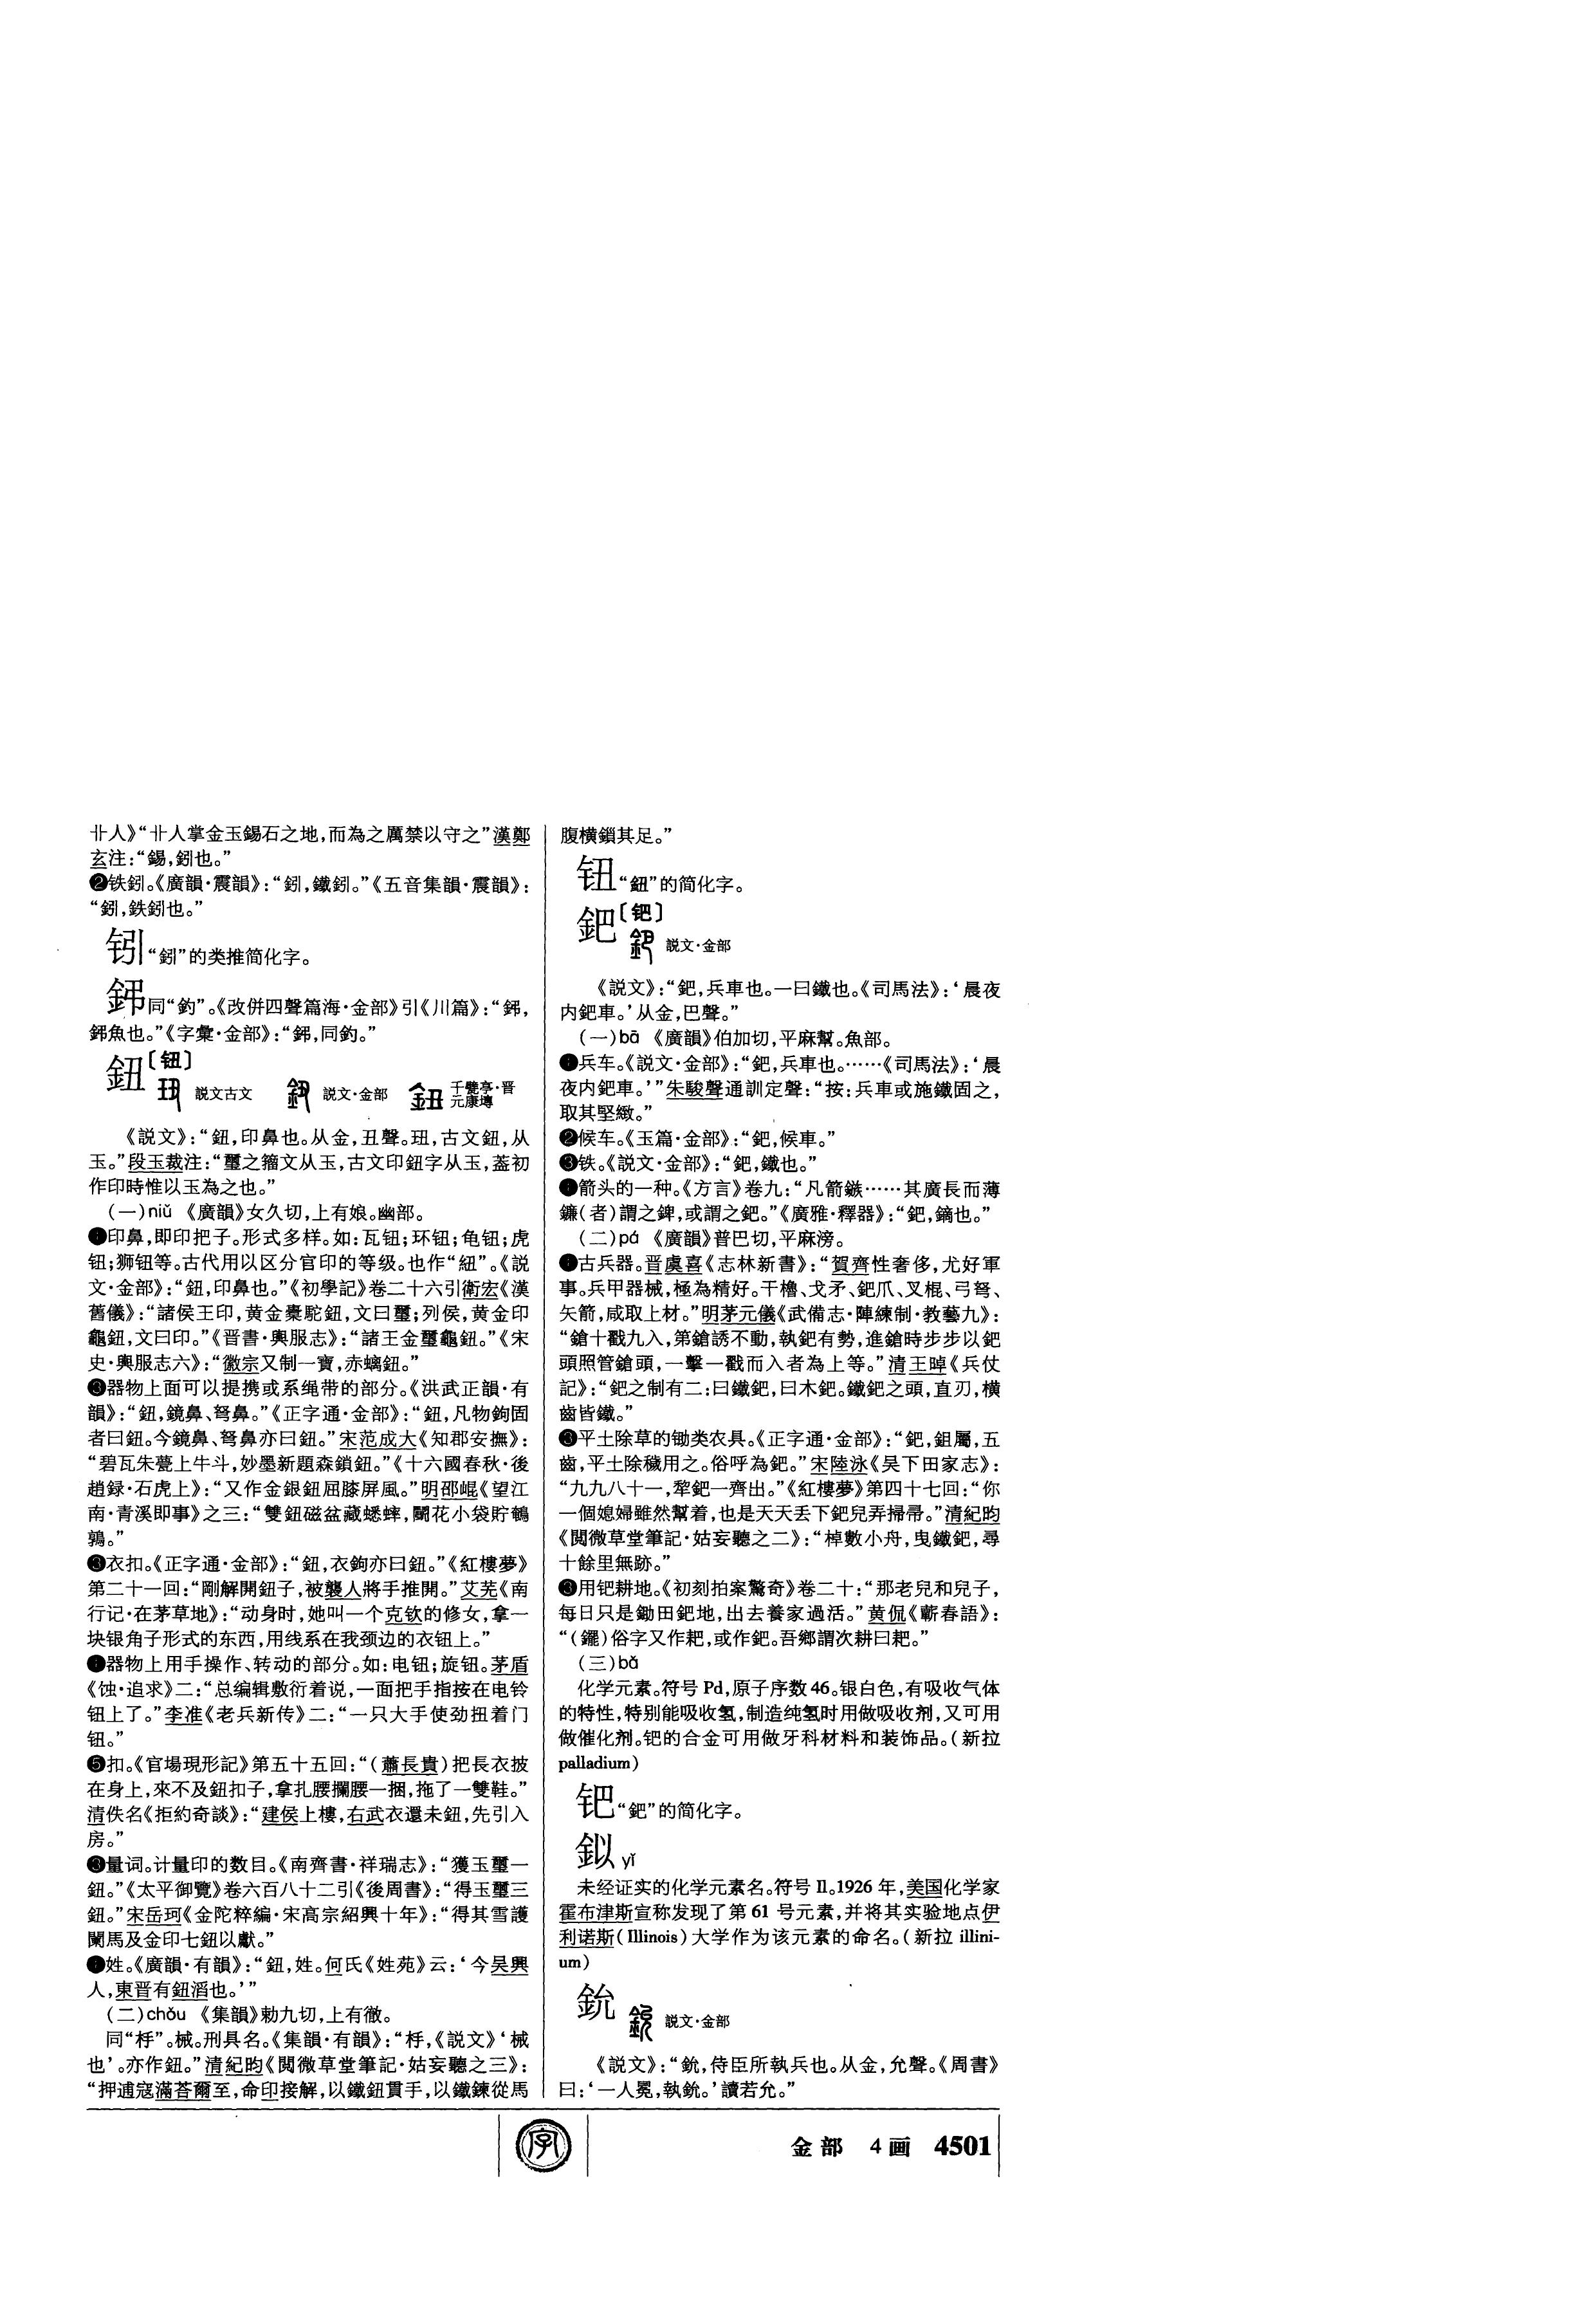 卝人》“卝人掌金玉錫石之地，而為之厲禁以守之”漢鄭
玄注：“錫，鈏也。”
❷铁鈏。《廣韻·震韻》：“鈏，鐵鈏。”《五音集韻·震韻》：
“鈏，鉄鈏也。”
“鈏”的类推简化字。
同“鈞”。《改併四聲篇海·金部》引《川篇》：“鈽，
魚也。”《字彙·金部》：“同鈞。”
鈕〔钮〕
説文古文 説文·金部 千甓亭·晋元康塼
《説文》：“鈕，印鼻也。从金，丑聲。㺲，古文鈕，从
玉。”段玉裁注：“璽之籀文从玉，古文印鈕字从玉，葢初
作印時惟以玉為之也。”
（一）niǔ 《廣韻》女久切，上有娘。幽部。
印鼻，即印把子。形式多样。如：瓦钮；环钮；龟钮；虎
钮；狮钮等。古代用以区分官印的等级。也作“紐”。《説
文·金部》：“鈕，印鼻也。”《初學記》卷二十六引衛宏《漢
舊儀》：“諸侯王印，黄金橐駝鈕，文曰璽；列侯，黄金印
龜鈕，文曰印。”《晋書·輿服志》：“諸王金璽龜鈕。”《宋
史·輿服志六》：“徽宗又制一寶，赤螭鈕。”
器物上面可以提携或系绳带的部分。《洪武正韻·有
韻》：“鈕，鏡鼻、弩鼻。”《正字通·金部》：“鈕，凡物鉤固
者曰鈕。今鏡鼻、弩鼻亦曰鈕。”宋范成大《知郡安撫》：
“碧瓦朱甍上牛斗，妙墨新題森鎖鈕。”《十六國春秋·後
趙録·石虎上》：“又作金銀鈕屈膝屏風。”明邵崐《望江
南·青溪即事》之三：“雙鈕磁盆藏蟋蟀，鬭花小袋貯鵪
鶉。”
❸衣扣。《正字通·金部》：“鈕，衣鉤亦曰鈕。”《紅樓夢》
第二十一回：“剛解開鈕子，被襲人將手推開。”艾芜《南
行记·在茅草地》：“动身时，她叫一个克钦的修女，拿一
块银角子形式的东西，用线系在我颈边的衣钮上。”
器物上用手操作、转动的部分。如：电钮；旋钮。茅盾
《蚀·追求》二：“总编辑敷衍着说，一面把手指按在电铃
钮上了。”李准《老兵新传》二：“一只大手使劲扭着门
钮。”
❺扣。《官場現形記》第五十五回：“（蕭長貴）把長衣披
在身上，來不及鈕扣子，拿扎腰攔腰一捆，拖了一雙鞋。”
清佚名《拒約奇談》：“建侯上樓，右武衣還未鈕，先引入
房。”
量词。计量印的数目。《南齊書·祥瑞志》：“獲玉璽一
鈕。”《太平御覽》卷六百八十二引《後周書》：“得玉璽三
鈕。”宋岳珂《金陀粹編·宋高宗紹興十年》：“得其雪護
闌馬及金印七鈕以獻。”
姓。《廣韻·有韻》：“鈕，姓。何氏《姓苑》云：‘今吴興
人，東晋有鈕滔也。’”
（二）chǒu 《集韻》勅九切，上有徹。
同“杽”。械。刑具名。《集韻·有韻》：“杽，《説文》‘械
也’。亦作鈕。”清紀昀《閲微草堂筆記·姑妄聽之三》：
“押逋寇滿荅爾至，命印接解，以鐵鈕貫手，以鐵鍊從馬
腹横鎖其足。”
钮“鈕”的简化字。
鈀〔钯〕
説文·金部
《説文》：“鈀，兵車也。一曰鐵也。《司馬法》：‘晨夜
内鈀車。’从金，巴聲。”
（一）bā 《廣韻》伯加切，平麻幫。魚部。
兵车。《説文·金部》：“鈀，兵車也。……《司馬法》：‘晨
夜内鈀車。’”朱駿聲通訓定聲：“按：兵車或施鐵固之，
取其堅緻。”
❷候车。《玉篇·金部》：“鈀，候車。”
❸铁。《説文·金部》：“鈀，鐵也。”
箭头的一种。《方言》卷九：“凡箭鏃……其廣長而薄
鐮（者）謂之錍，或謂之鈀。”《廣雅·釋器》：“鈀，鏑也。”
（二）pá 《廣韻》普巴切，平麻滂。
古兵器。晋虞喜《志林新書》：“賀齊性奢侈，尤好軍
事。兵甲器械，極為精好。干櫓、戈矛、鈀爪、叉棍、弓弩、
矢箭，咸取上材。”明茅元儀《武備志·陣練制·教藝九》：
“鎗十戳九入，第鎗誘不動，執鈀有勢，進鎗時步步以鈀
頭照管鎗頭，一擊一戳而入者為上等。”清王晫《兵仗
記》：“鈀之制有二：曰鐵鈀，曰木鈀。鐵鈀之頭，直刃，横
齒皆鐵。”
平土除草的锄类农具。《正字通·金部》：“鈀，鉏屬，五
齒，平土除穢用之。俗呼為鈀。”宋陸泳《吴下田家志》：
“九九八十一，犂鈀一齊出。”《紅樓夢》第四十七回：“你
一個媳婦雖然幫着，也是天天丢下鈀兒弄掃帚。”清紀昀
《閲微草堂筆記·姑妄聽之二》：“棹數小舟，曳鐵鈀，尋
十餘里無跡。”
❸用钯耕地。《初刻拍案驚奇》卷二十：“那老兒和兒子，
每日只是鋤田鈀地，出去養家過活。”黄侃《蘄春語》：
“（䥯）俗字又作耙，或作鈀。吾鄉謂次耕曰耙。”
（三）bǎ
化学元素。符号 Pd，原子序数 46。银白色，有吸收气体
的特性，特别能吸收氢，制造纯氢时用做吸收剂，又可用
做催化剂。钯的合金可用做牙科材料和装饰品。（新拉
palladium）
钯“鈀”的简化字。
鉯 yǐ
未经证实的化学元素名。符号 Il。1926 年，美国化学家
霍布津斯宣称发现了第 61 号元素，并将其实验地点伊
利诺斯（Illinois）大学作为该元素的命名。（新拉 illini-
um）
鈗 説文·金部
《説文》：“鈗，侍臣所執兵也。从金，允聲。《周書》
曰：‘一人冕，執鈗。’讀若允。”
字
金部 4画 4501